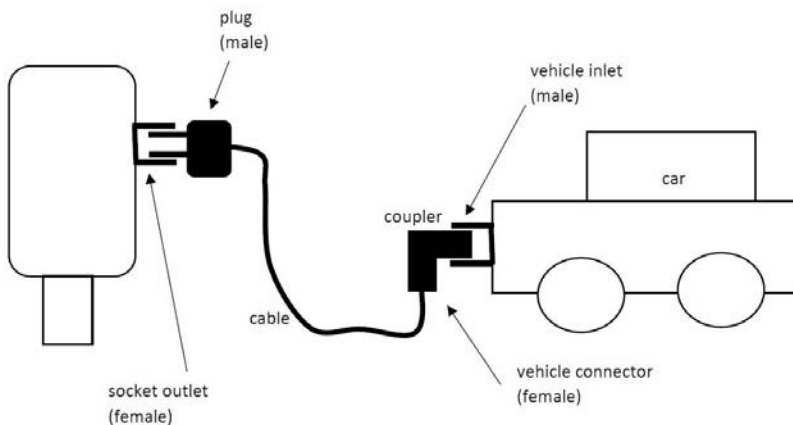 plug
(male)
vehicle inlet
(male)
car
coupler
cable
socket outlet
(female)
vehicle connector
(female)